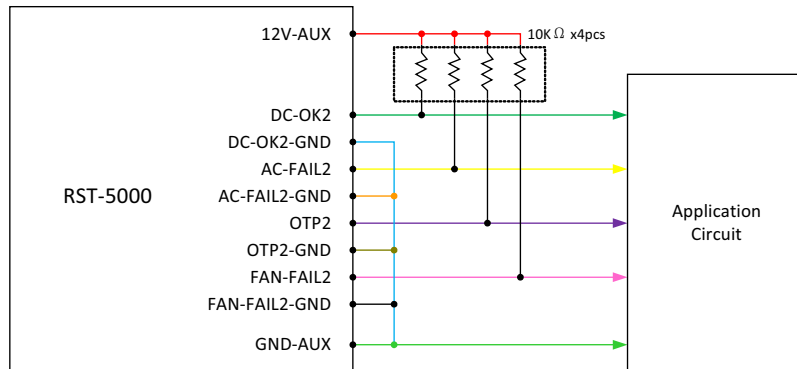 12V-AUX
10KΩ x4pcs
DC-OK2
DC-OK2-GND
AC-FAIL2
RST-5000
AC-FAIL2-GND
OTP2
Application
Circuit
OTP2-GND
FAN-FAIL2
FAN-FAIL2-GND
GND-AUX